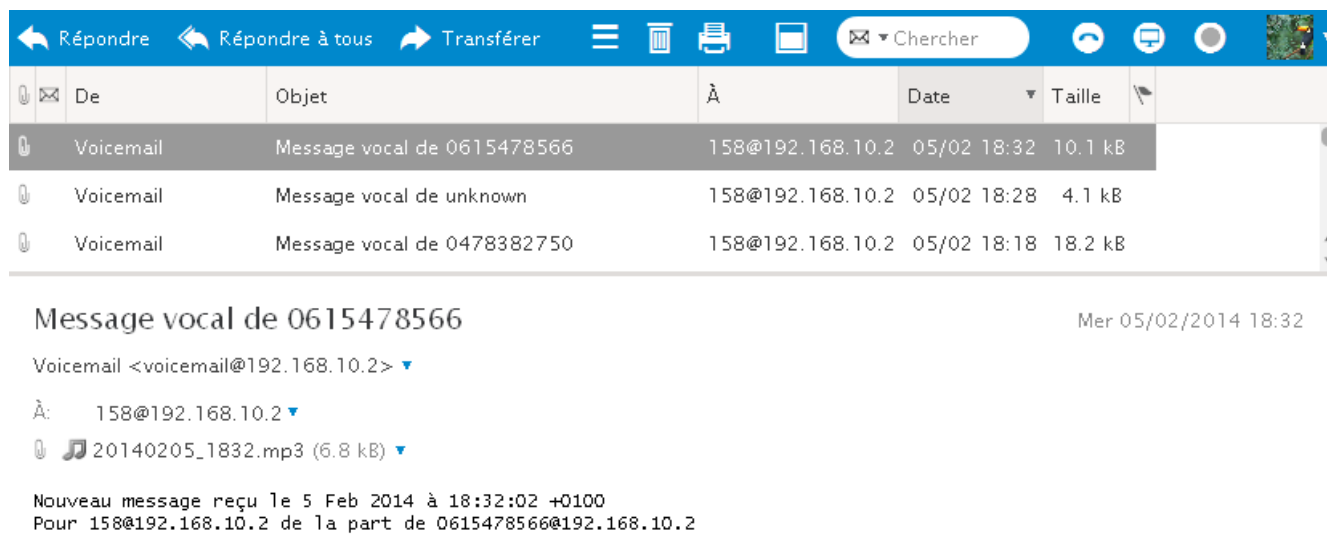 Répondre Répondre à tous Transférer Chercher
De Objet À Date Taille
Voicemail Message vocal de 0615478566 158@192.168.10.2 05/02 18:32 10.1 kB
Voicemail Message vocal de unknown 158@192.168.10.2 05/02 18:28 4.1 kB
Voicemail Message vocal de 0478382750 158@192.168.10.2 05/02 18:18 18.2 kB
Message vocal de 0615478566 Mer 05/02/2014 18:32
Voicemail <voicemail@192.168.10.2>
À: 158@192.168.10.2
20140205_1832.mp3 (6.8 kB)
Nouveau message reçu le 5 Feb 2014 à 18:32:02 +0100
Pour 158@192.168.10.2 de la part de 0615478566@192.168.10.2